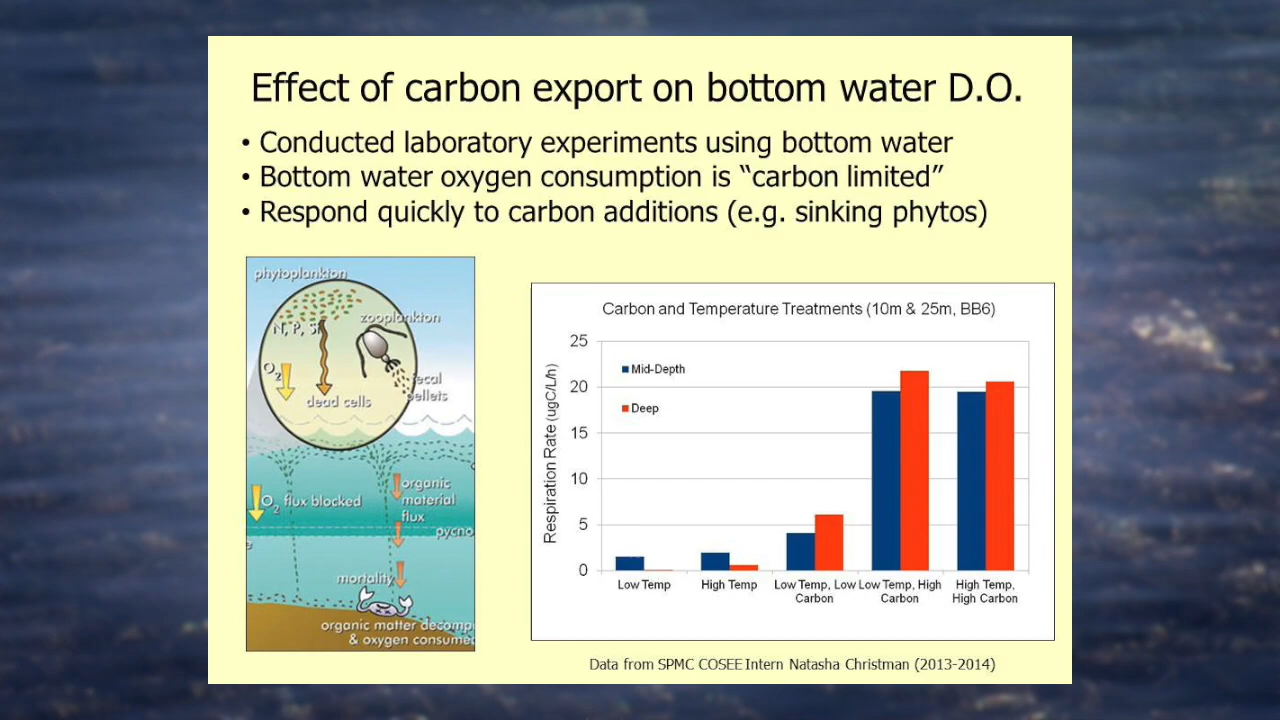 Effect of carbon export on bottom water D.O.
• Conducted laboratory experiments using bottom water
• Bottom water oxygen consumption is “carbon limited”
• Respond quickly to carbon additions (e.g. sinking phytos)
phytoplankton
N, P, Si
zooplankton
O2
fecal
pellets
dead cells
O2 flux blocked
organic
material
flux
pycno
e
mortality
organic matter decomp
& oxygen consume
Carbon and Temperature Treatments (10m & 25m, BB6)
Respiration Rate (ugC/L/h)
25
20
15
10
5
0
Mid-Depth
Deep
Low Temp
High Temp
Low Temp, Low
Carbon
Low Temp, High
Carbon
High Temp,
High Carbon
Data from SPMC COSEE Intern Natasha Christman (2013-2014)